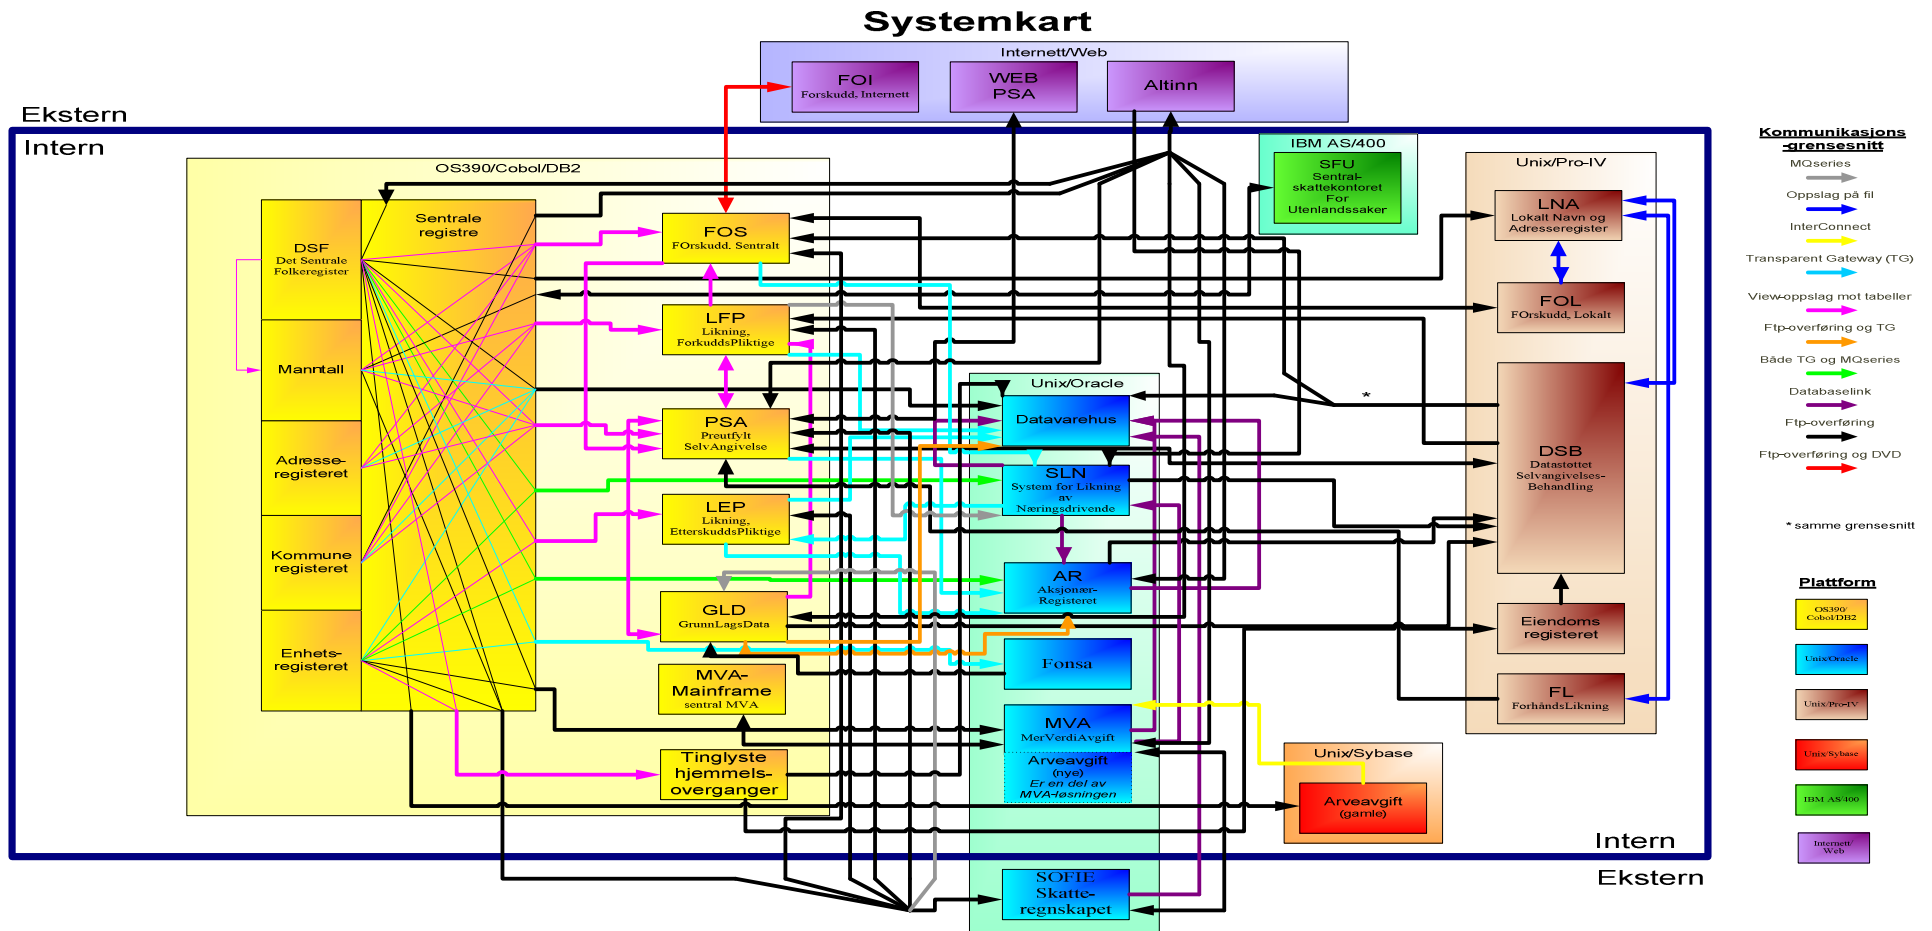 Systemkart
Internett/Web
FOI
Forskudd, Internett
WEB
PSA
Altinn
Ekstern
Intern
OS390/Cobol/DB2
DSF
Det Sentrale
Folkeregister
Manntall
Adresse-
registeret
Kommune
registeret
Enhets-
registeret
Sentrale
registre
FOS
FOrskudd, Sentralt
LFP
Likning,
ForkuddsPliktige
PSA
Preutfylt
SelvAngivelse
LEP
Likning,
EtterskuddsPliktige
GLD
GrunnLagsData
MVA-
Mainframe
sentral MVA
Tinglyste
hjemmels-
overganger
Unix/Oracle
Datavarehus
SLN
System for Likning
av
Næringsdrivende
AR
Aksjonær-
Registeret
Fonsa
MVA
MerVerdiAvgift
Arveavgift
(nye)
Er en del av
MVA-løsningen
SOFIE
Skatte-
regnskapet
IBM AS/400
SFU
Sentral-
skattekontoret
For
Utenlandssaker
*
Unix/Sybase
Arveavgift
(gamle)
Unix/Pro-IV
LNA
Lokalt Navn og
Adresseregister
FOL
FOrskudd, Lokalt
DSB
Datastøttet
Selvangivelses-
Behandling
Eiendoms
registeret
FL
ForhåndsLikning
Intern
Ekstern
Kommunikasjons
-grensesnitt
MQseries
Oppslag på fil
InterConnect
Transparent Gateway (TG)
View-oppslag mot tabeller
Ftp-overføring og TG
Både TG og MQseries
Databaselink
Ftp-overføring
Ftp-overføring og DVD
* samme grensesnitt
Plattform
OS390/
Cobol/DB2
Unix/Oracle
Unix/Pro-IV
Unix/Sybase
IBM AS/400
Internett/
Web